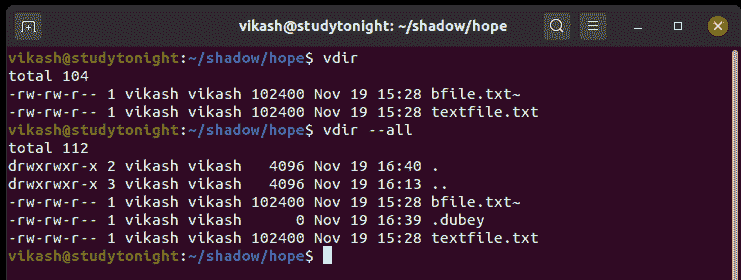 vikash@studytonight: ~/shadow/hope
vikash@studytonight:~/shadow/hope$ vdir
total 104
-rw-rw-r-- 1 vikash vikash 102400 Nov 19 15:28 bfile.txt~
-rw-rw-r-- 1 vikash vikash 102400 Nov 19 15:28 textfile.txt
vikash@studytonight:~/shadow/hope$ vdir --all
total 112
drwxrwxr-x 2 vikash vikash   4096 Nov 19 16:40 .
drwxrwxr-x 3 vikash vikash   4096 Nov 19 16:13 ..
-rw-rw-r-- 1 vikash vikash 102400 Nov 19 15:28 bfile.txt~
-rw-rw-r-- 1 vikash vikash      0 Nov 19 16:39 .dubey
-rw-rw-r-- 1 vikash vikash 102400 Nov 19 15:28 textfile.txt
vikash@studytonight:~/shadow/hope$